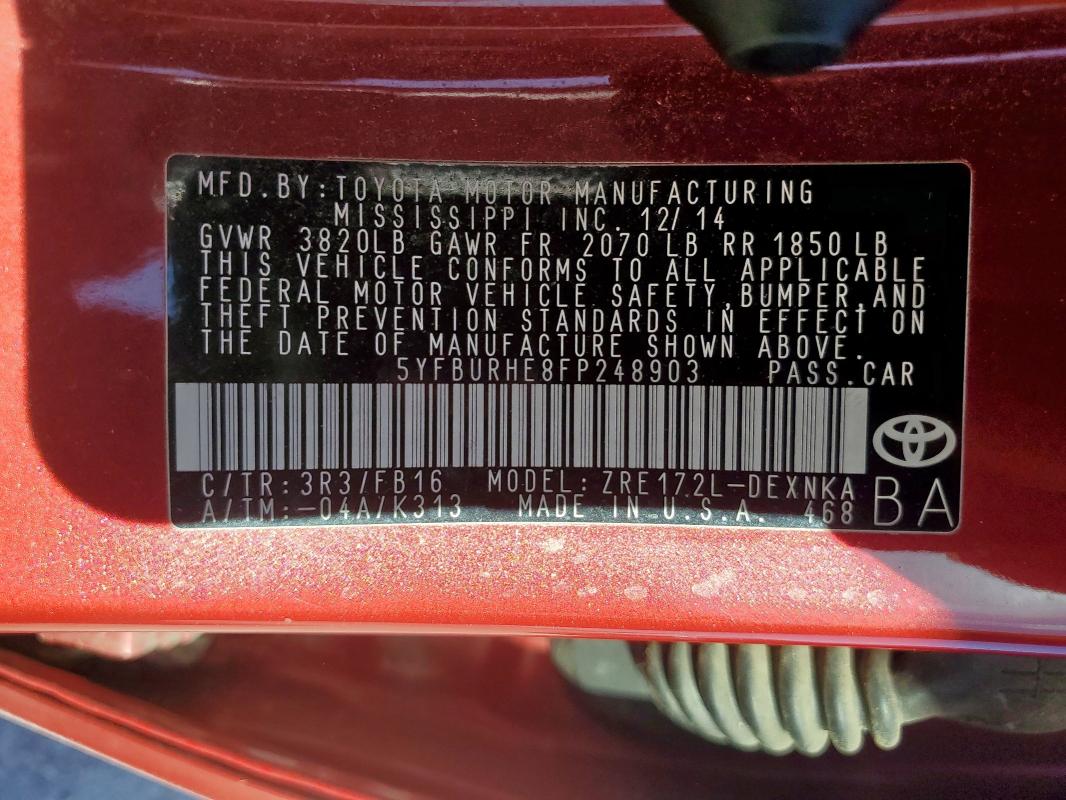 MFD.BY:TOYOTA MOTOR MANUFACTURING
MISSISSIPPI INC. 12/14
GVWR 3820LB GAWR FR 2070 LB RR 1850 LB
THIS VEHICLE CONFORMS TO ALL APPLICABLE
FEDERAL MOTOR VEHICLE SAFETY,BUMPER,AND
THEFT PREVENTION STANDARDS IN EFFECT ON
THE DATE OF MANUFACTURE SHOWN ABOVE.
5YFBURHE8FP248903 PASS.CAR
C/TR:3R3/FB16 MODEL:ZRE172L-DEXNKA
A/TM:-04A/K313 MADE IN U.S.A. 468
BA